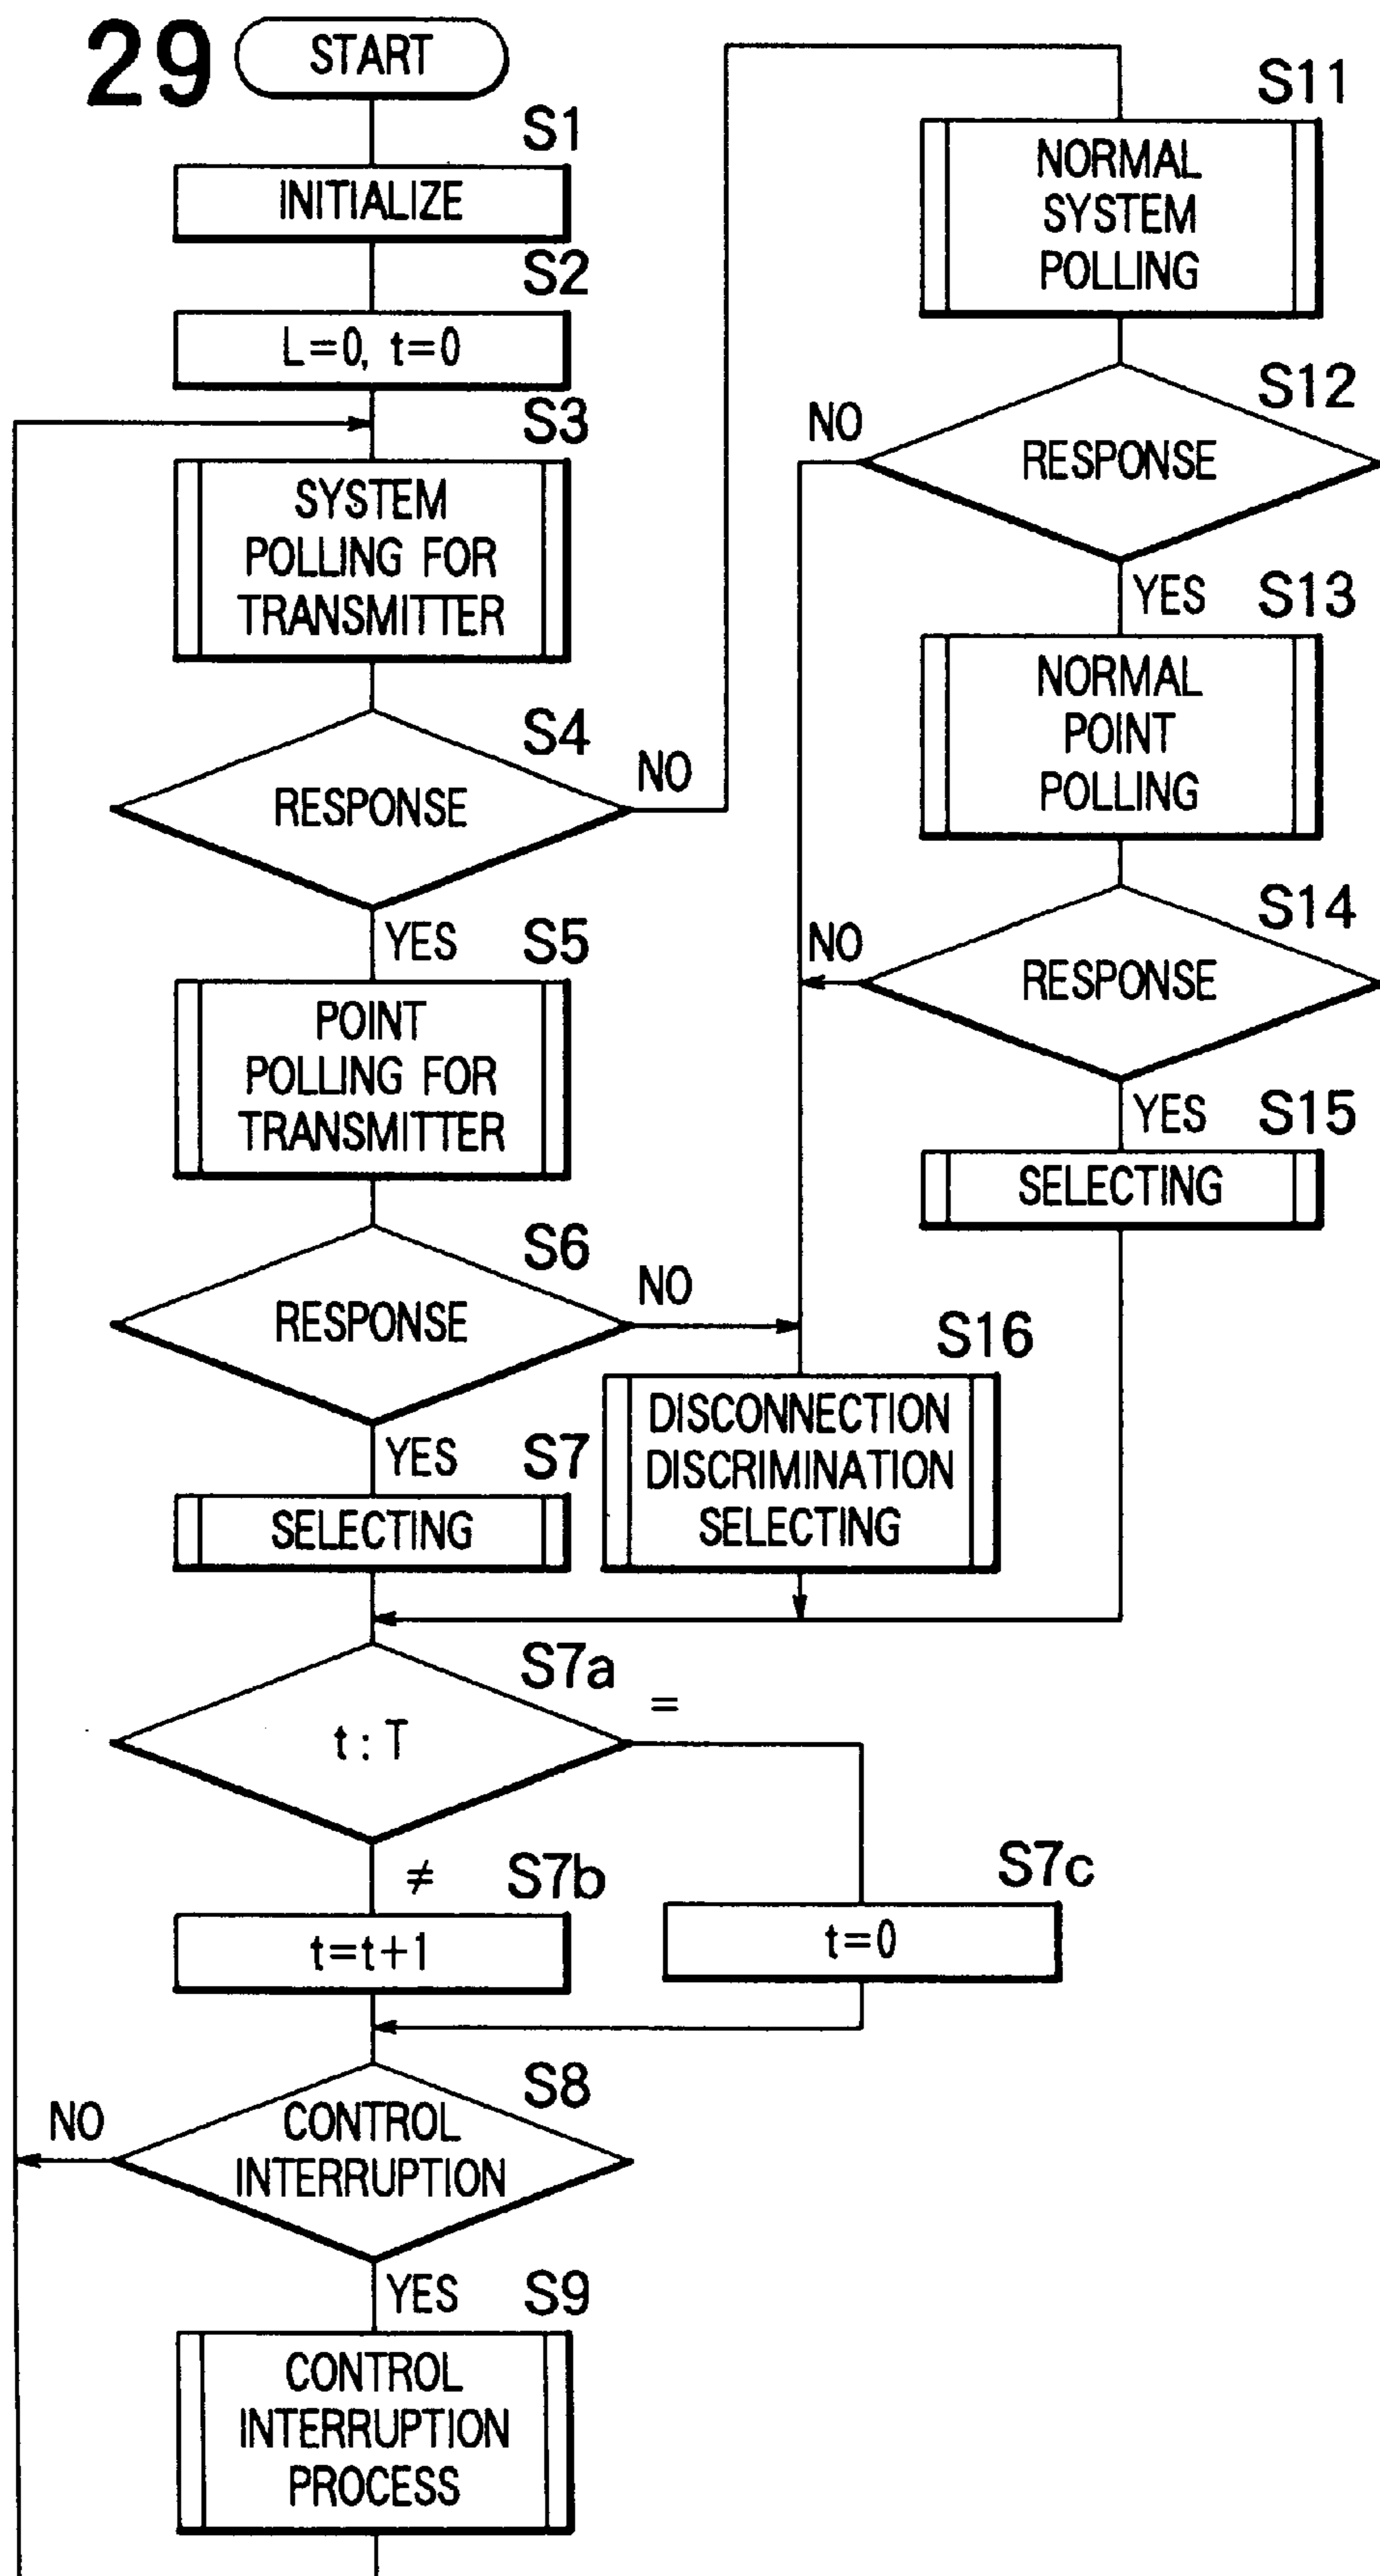 29
START
S1
INITIALIZE
S2
L=0, t=0
S3
SYSTEM
POLLING FOR
TRANSMITTER
S4
RESPONSE
NO
YES
S5
POINT
POLLING FOR
TRANSMITTER
S6
RESPONSE
NO
YES
S7
SELECTING
S7a
t : T
=
≠
S7b
t=t+1
S7c
t=0
S8
CONTROL
INTERRUPTION
NO
YES
S9
CONTROL
INTERRUPTION
PROCESS
S11
NORMAL
SYSTEM
POLLING
S12
RESPONSE
NO
YES
S13
NORMAL
POINT
POLLING
S14
RESPONSE
NO
YES
S15
SELECTING
S16
DISCONNECTION
DISCRIMINATION
SELECTING